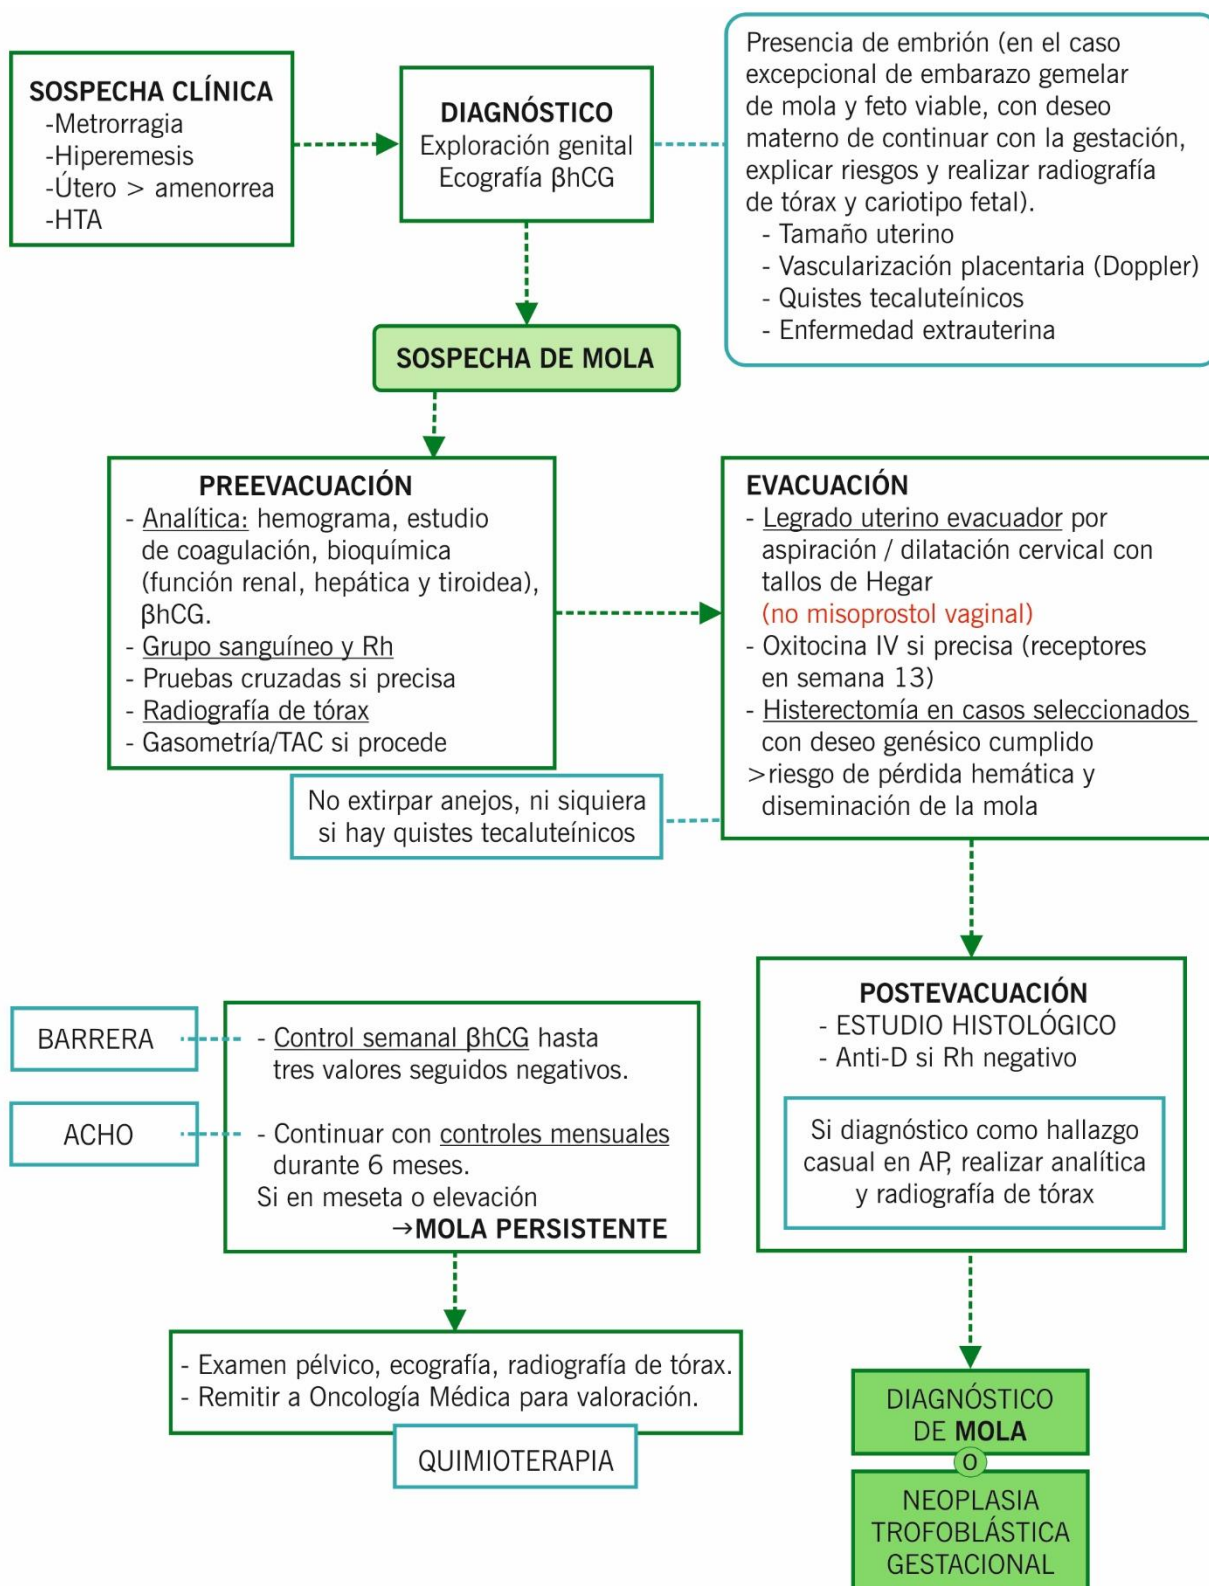 SOSPECHA CLÍNICA
-Metrorragia
-Hiperemesis
-Útero > amenorrea
-HTA
DIAGNÓSTICO
Exploración genital
Ecografía βhCG
Presencia de embrión (en el caso
excepcional de embarazo gemelar
de mola y feto viable, con deseo
materno de continuar con la gestación,
explicar riesgos y realizar radiografía
de tórax y cariotipo fetal).
- Tamaño uterino
- Vascularización placentaria (Doppler)
- Quistes tecaluteínicos
- Enfermedad extrauterina
SOSPECHA DE MOLA
PREEVACUACIÓN
- Analítica: hemograma, estudio
de coagulación, bioquímica
(función renal, hepática y tiroidea),
βhCG.
- Grupo sanguíneo y Rh
- Pruebas cruzadas si precisa
- Radiografía de tórax
- Gasometría/TAC si procede
EVACUACIÓN
- Legrado uterino evacuador por
aspiración / dilatación cervical con
tallos de Hegar
(no misoprostol vaginal)
- Oxitocina IV si precisa (receptores
en semana 13)
- Histerectomía en casos seleccionados
con deseo genésico cumplido
>riesgo de pérdida hemática y
diseminación de la mola
No extirpar anejos, ni siquiera
si hay quistes tecaluteínicos
POSTEVACUACIÓN
- ESTUDIO HISTOLÓGICO
- Anti-D si Rh negativo
Si diagnóstico como hallazgo
casual en AP, realizar analítica
y radiografía de tórax
BARRERA
ACHO
- Control semanal βhCG hasta
tres valores seguidos negativos.
- Continuar con controles mensuales
durante 6 meses.
Si en meseta o elevación
→MOLA PERSISTENTE
- Examen pélvico, ecografía, radiografía de tórax.
- Remitir a Oncología Médica para valoración.
QUIMIOTERAPIA
DIAGNÓSTICO
DE MOLA
O
NEOPLASIA
TROFOBLÁSTICA
GESTACIONAL